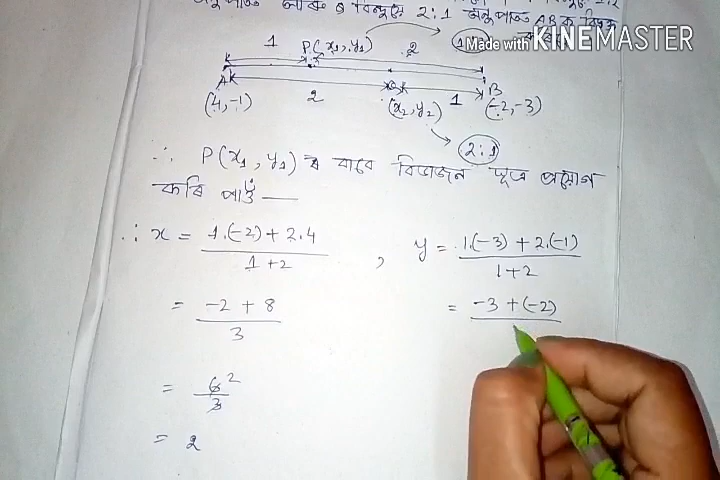 2:1 AB ক
1 P(x₁, y₁) 2
Made with KINEMASTER
A 2 Q 1 B
(4, -1) (x₂, y₂) (-2, -3)
2:1
∴ P(x₁, y₁) ৰ বাবে বিভাজন সূত্ৰ প্ৰয়োগ
কৰি পাওঁ —
∴ x = 1.(-2) + 2.4 / 1+2 , y = 1.(-3) + 2.(-1) / 1+2
= -2 + 8 / 3 = -3 + (-2)
= 6 2 / 3
= 2